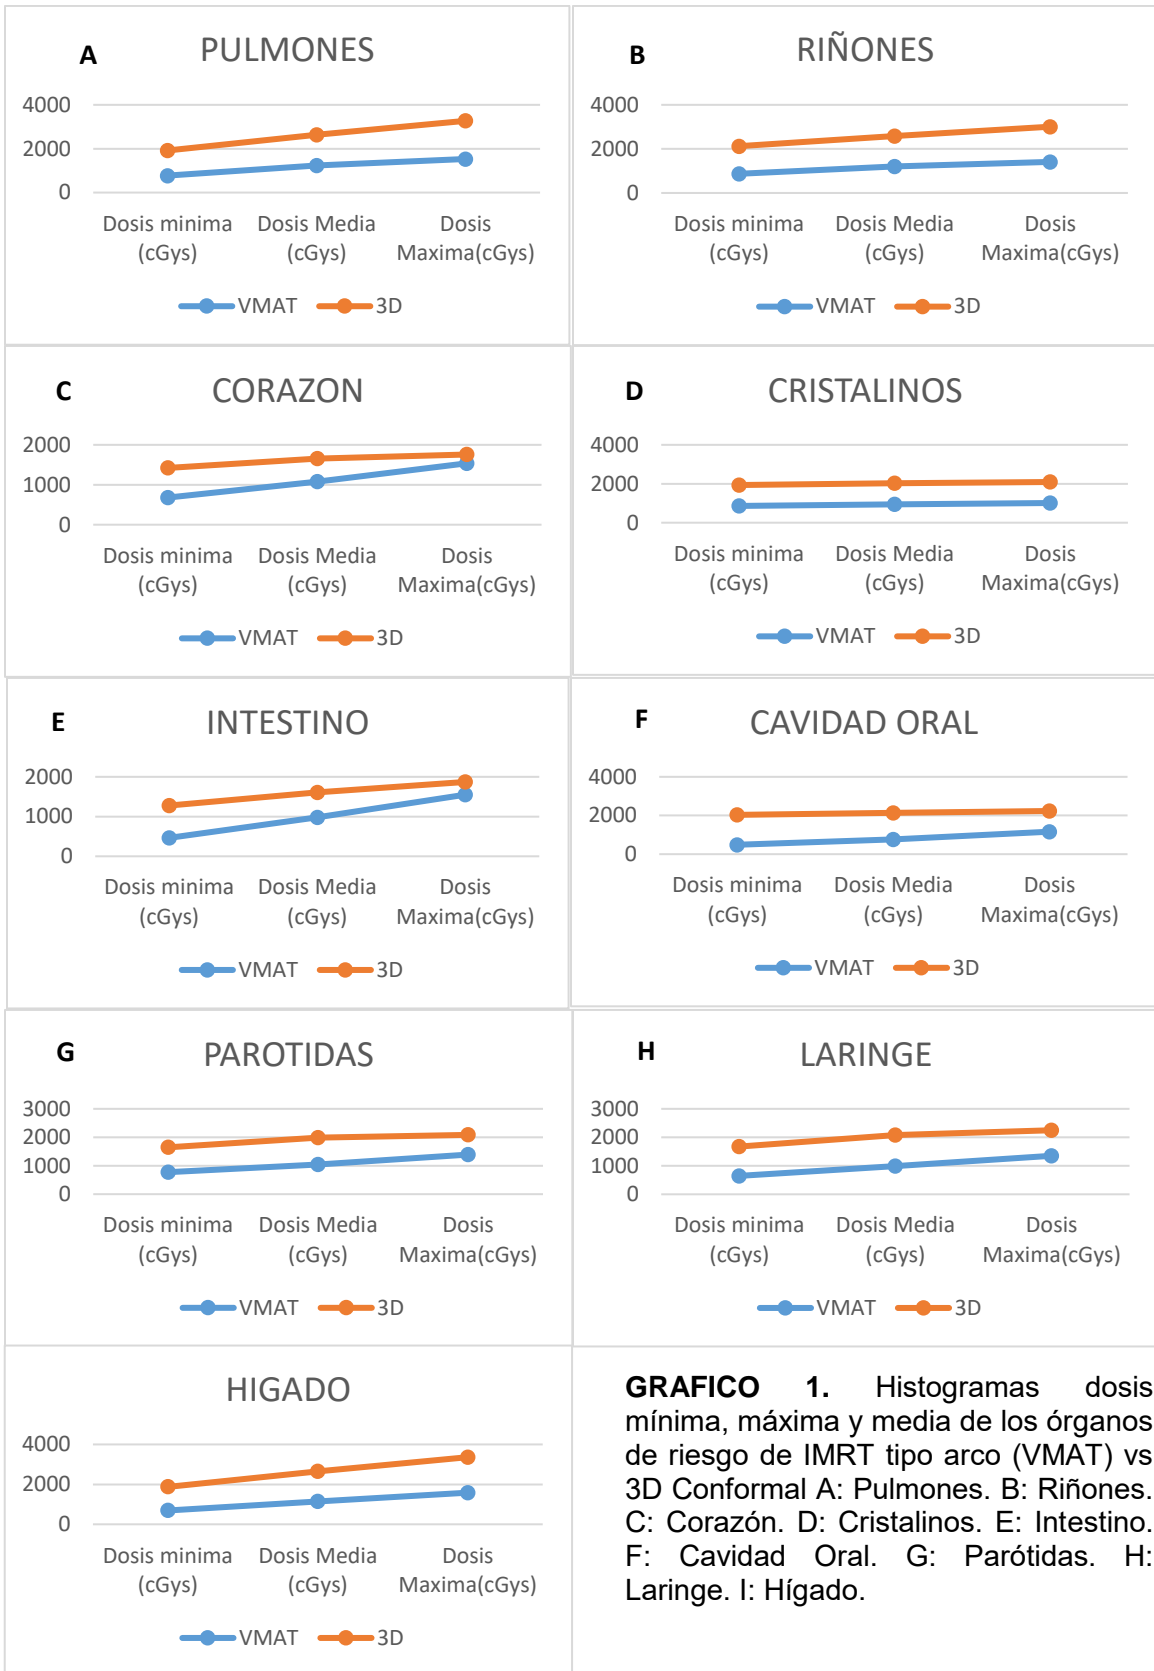 A
PULMONES
4000
2000
0
Dosis minima
(cGys)
Dosis Media
(cGys)
Dosis
Maxima(cGys)
VMAT
3D
B
RIÑONES
4000
2000
0
Dosis minima
(cGys)
Dosis Media
(cGys)
Dosis
Maxima(cGys)
VMAT
3D
C
CORAZON
2000
1000
0
Dosis minima
(cGys)
Dosis Media
(cGys)
Dosis
Maxima(cGys)
VMAT
3D
D
CRISTALINOS
4000
2000
0
Dosis minima
(cGys)
Dosis Media
(cGys)
Dosis
Maxima(cGys)
VMAT
3D
E
INTESTINO
2000
1000
0
Dosis minima
(cGys)
Dosis Media
(cGys)
Dosis
Maxima(cGys)
VMAT
3D
F
CAVIDAD ORAL
4000
2000
0
Dosis minima
(cGys)
Dosis Media
(cGys)
Dosis
Maxima(cGys)
VMAT
3D
G
PAROTIDAS
3000
2000
1000
0
Dosis minima
(cGys)
Dosis Media
(cGys)
Dosis
Maxima(cGys)
VMAT
3D
H
LARINGE
3000
2000
1000
0
Dosis minima
(cGys)
Dosis Media
(cGys)
Dosis
Maxima(cGys)
VMAT
3D
HIGADO
4000
2000
0
Dosis minima
(cGys)
Dosis Media
(cGys)
Dosis
Maxima(cGys)
VMAT
3D
GRAFICO 1. Histogramas dosis
mínima, máxima y media de los órganos
de riesgo de IMRT tipo arco (VMAT) vs
3D Conformal A: Pulmones. B: Riñones.
C: Corazón. D: Cristalinos. E: Intestino.
F: Cavidad Oral. G: Parótidas. H:
Laringe. I: Hígado.